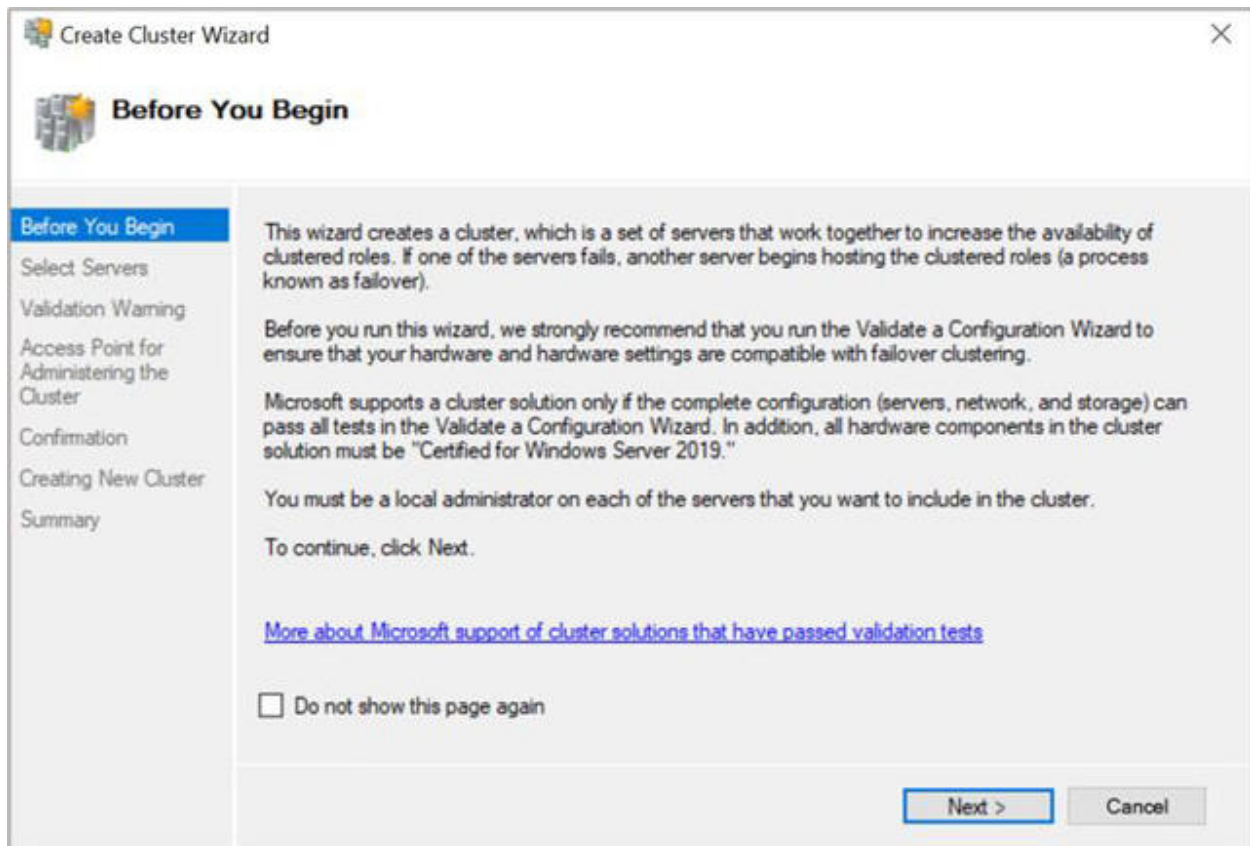 Create Cluster Wizard
Before You Begin
Before You Begin
Select Servers
Validation Warning
Access Point for
Administering the
Cluster
Confirmation
Creating New Cluster
Summary
This wizard creates a cluster, which is a set of servers that work together to increase the availability of
clustered roles. If one of the servers fails, another server begins hosting the clustered roles (a process
known as failover).
Before you run this wizard, we strongly recommend that you run the Validate a Configuration Wizard to
ensure that your hardware and hardware settings are compatible with failover clustering.
Microsoft supports a cluster solution only if the complete configuration (servers, network, and storage) can
pass all tests in the Validate a Configuration Wizard. In addition, all hardware components in the cluster
solution must be "Certified for Windows Server 2019."
You must be a local administrator on each of the servers that you want to include in the cluster.
To continue, click Next.
More about Microsoft support of cluster solutions that have passed validation tests
Do not show this page again
Next >
Cancel